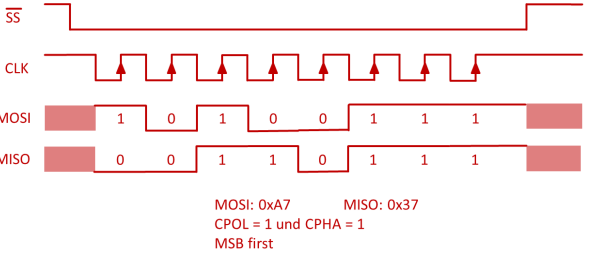 SS
CLK
MOSI 1 0 1 0 0 1 1 1
MISO 0 0 1 1 0 1 1 1
MOSI: 0xA7 MISO: 0x37
CPOL = 1 und CPHA = 1
MSB first